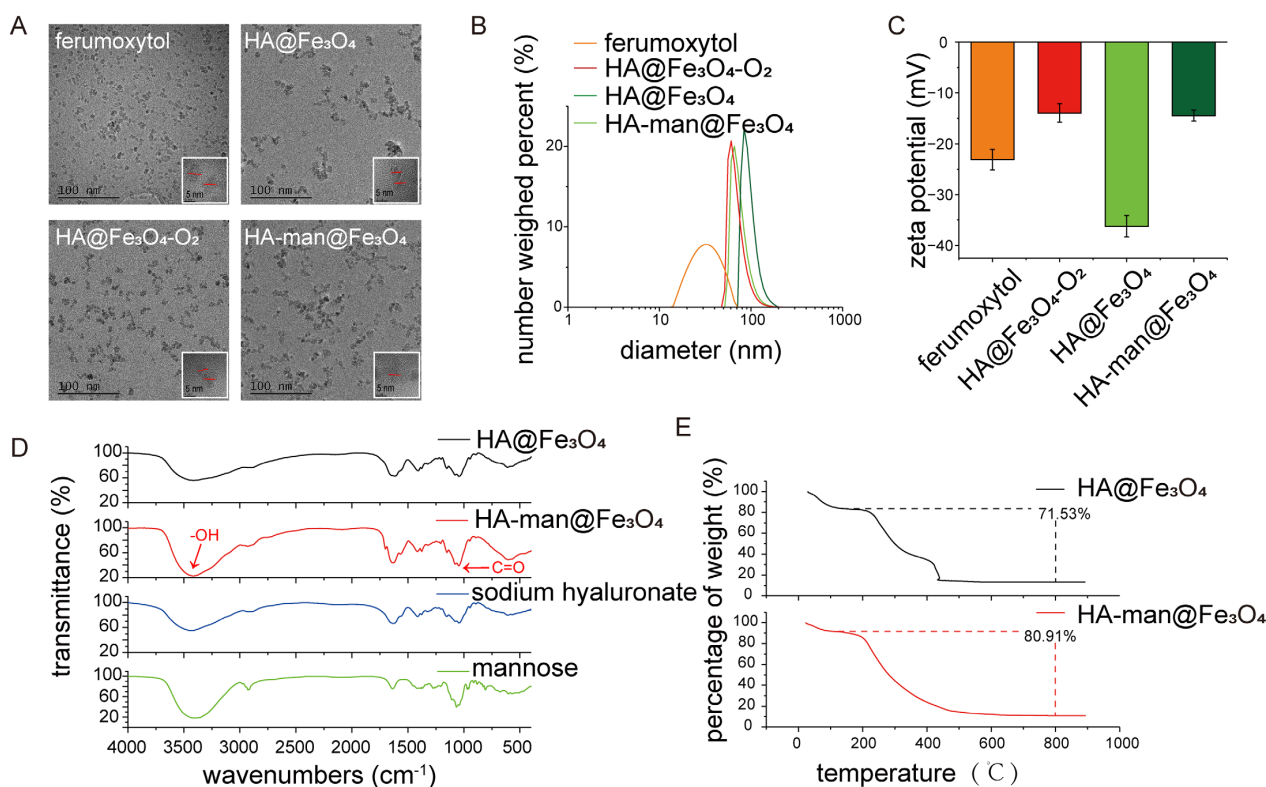 A
ferumoxytol
100 nm
5 nm
HA@Fe₃O₄
100 nm
5 nm
HA@Fe₃O₄-O₂
100 nm
5 nm
HA-man@Fe₃O₄
100 nm
5 nm
B
ferumoxytol
HA@Fe₃O₄-O₂
HA@Fe₃O₄
HA-man@Fe₃O₄
number weighed percent (%)
20
10
0
1
10
100
1000
diameter (nm)
C
zeta potential (mV)
0
−10
−20
−30
−40
ferumoxytol
HA@Fe₃O₄-O₂
HA@Fe₃O₄
HA-man@Fe₃O₄
D
transmittance (%)
HA@Fe₃O₄
100
60
20
HA-man@Fe₃O₄
100
60
20
-OH
C=O
sodium hyaluronate
100
60
20
mannose
100
60
20
4000
3500
3000
2500
2000
1500
1000
500
wavenumbers (cm⁻¹)
E
percentage of weight (%)
HA@Fe₃O₄
100
80
60
40
20
0
71.53%
HA-man@Fe₃O₄
100
80
60
40
20
0
80.91%
0
200
400
600
800
1000
temperature (℃)